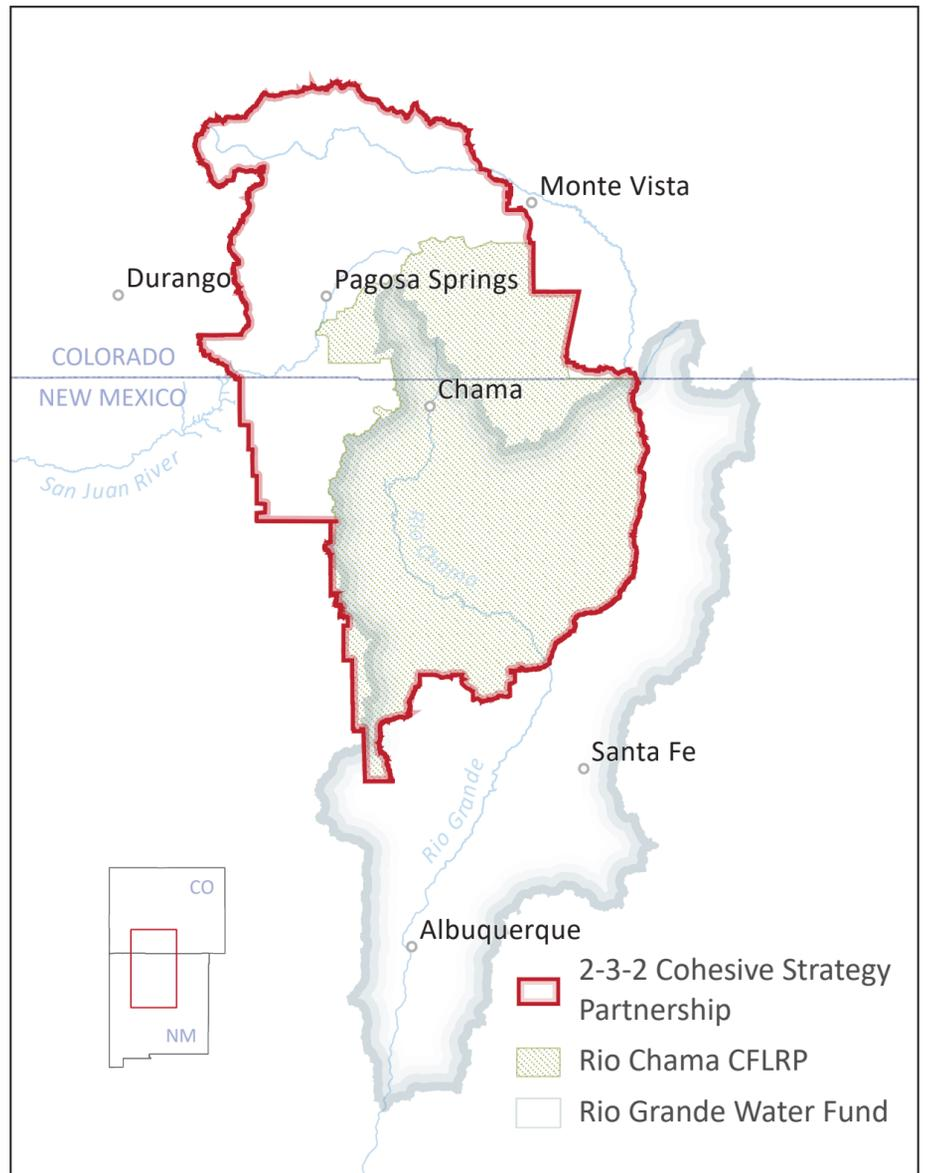 Monte Vista
Durango
Pagosa Springs
COLORADO
NEW MEXICO
Chama
San Juan River
Rio Chama
Santa Fe
Rio Grande
Albuquerque
CO
NM
2-3-2 Cohesive Strategy
Partnership
Rio Chama CFLRP
Rio Grande Water Fund